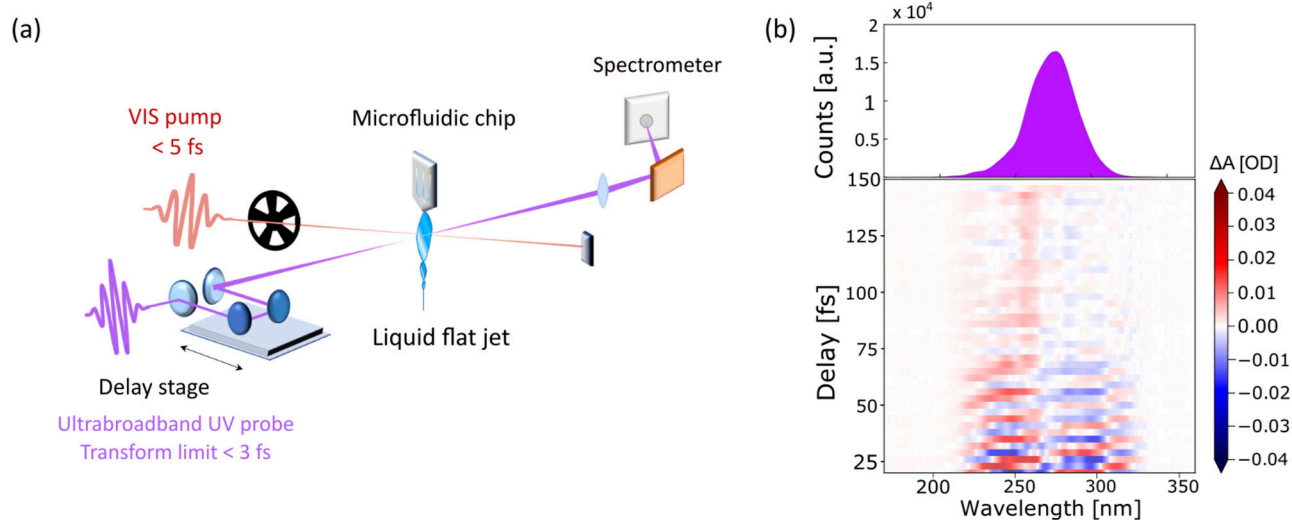 (a)
VIS pump
< 5 fs
Microfluidic chip
Spectrometer
Liquid flat jet
Delay stage
Ultrabroadband UV probe
Transform limit < 3 fs
(b)
x 10⁴
2
1.5
1
0.5
Counts [a.u.]
150
125
100
75
50
25
Delay [fs]
200 250 300 350
Wavelength [nm]
ΔA [OD]
0.04
0.03
0.02
0.01
0.00
−0.01
−0.02
−0.03
−0.04